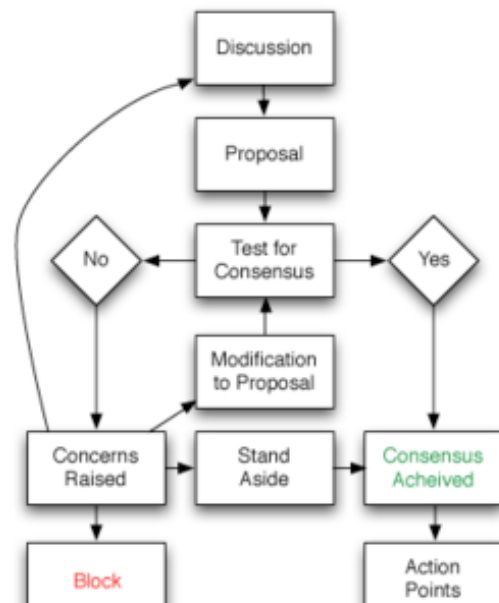 Discussion
Proposal
No
Test for
Consensus
Yes
Modification
to Proposal
Concerns
Raised
Stand
Aside
Consensus
Acheived
Block
Action
Points